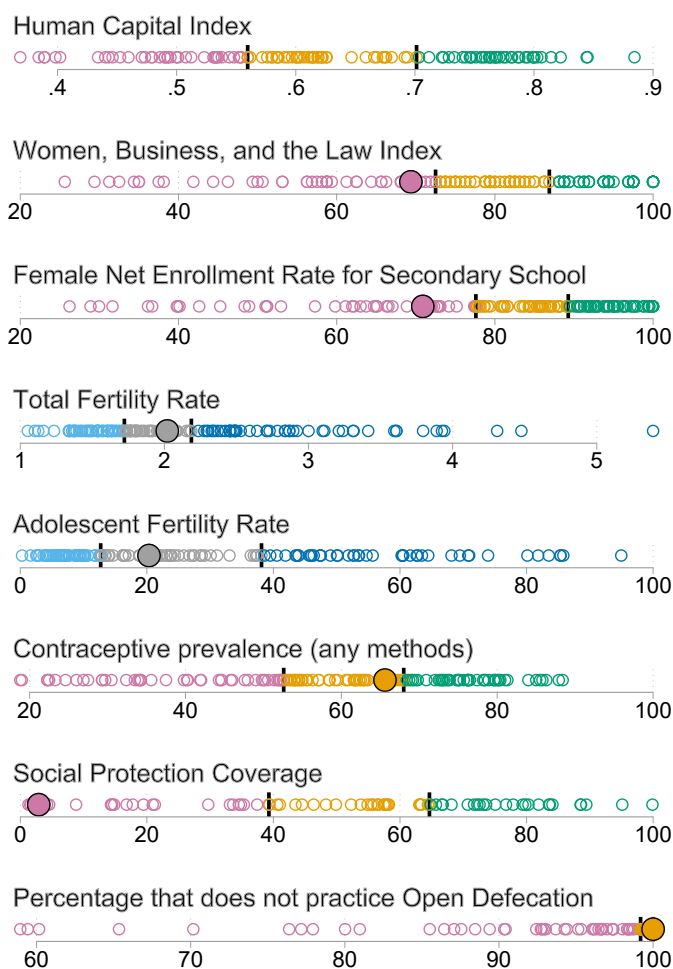 Human Capital Index
.4 .5 .6 .7 .8 .9
Women, Business, and the Law Index
20 40 60 80 100
Female Net Enrollment Rate for Secondary School
20 40 60 80 100
Total Fertility Rate
1 2 3 4 5
Adolescent Fertility Rate
0 20 40 60 80 100
Contraceptive prevalence (any methods)
20 40 60 80 100
Social Protection Coverage
0 20 40 60 80 100
Percentage that does not practice Open Defecation
60 70 80 90 100